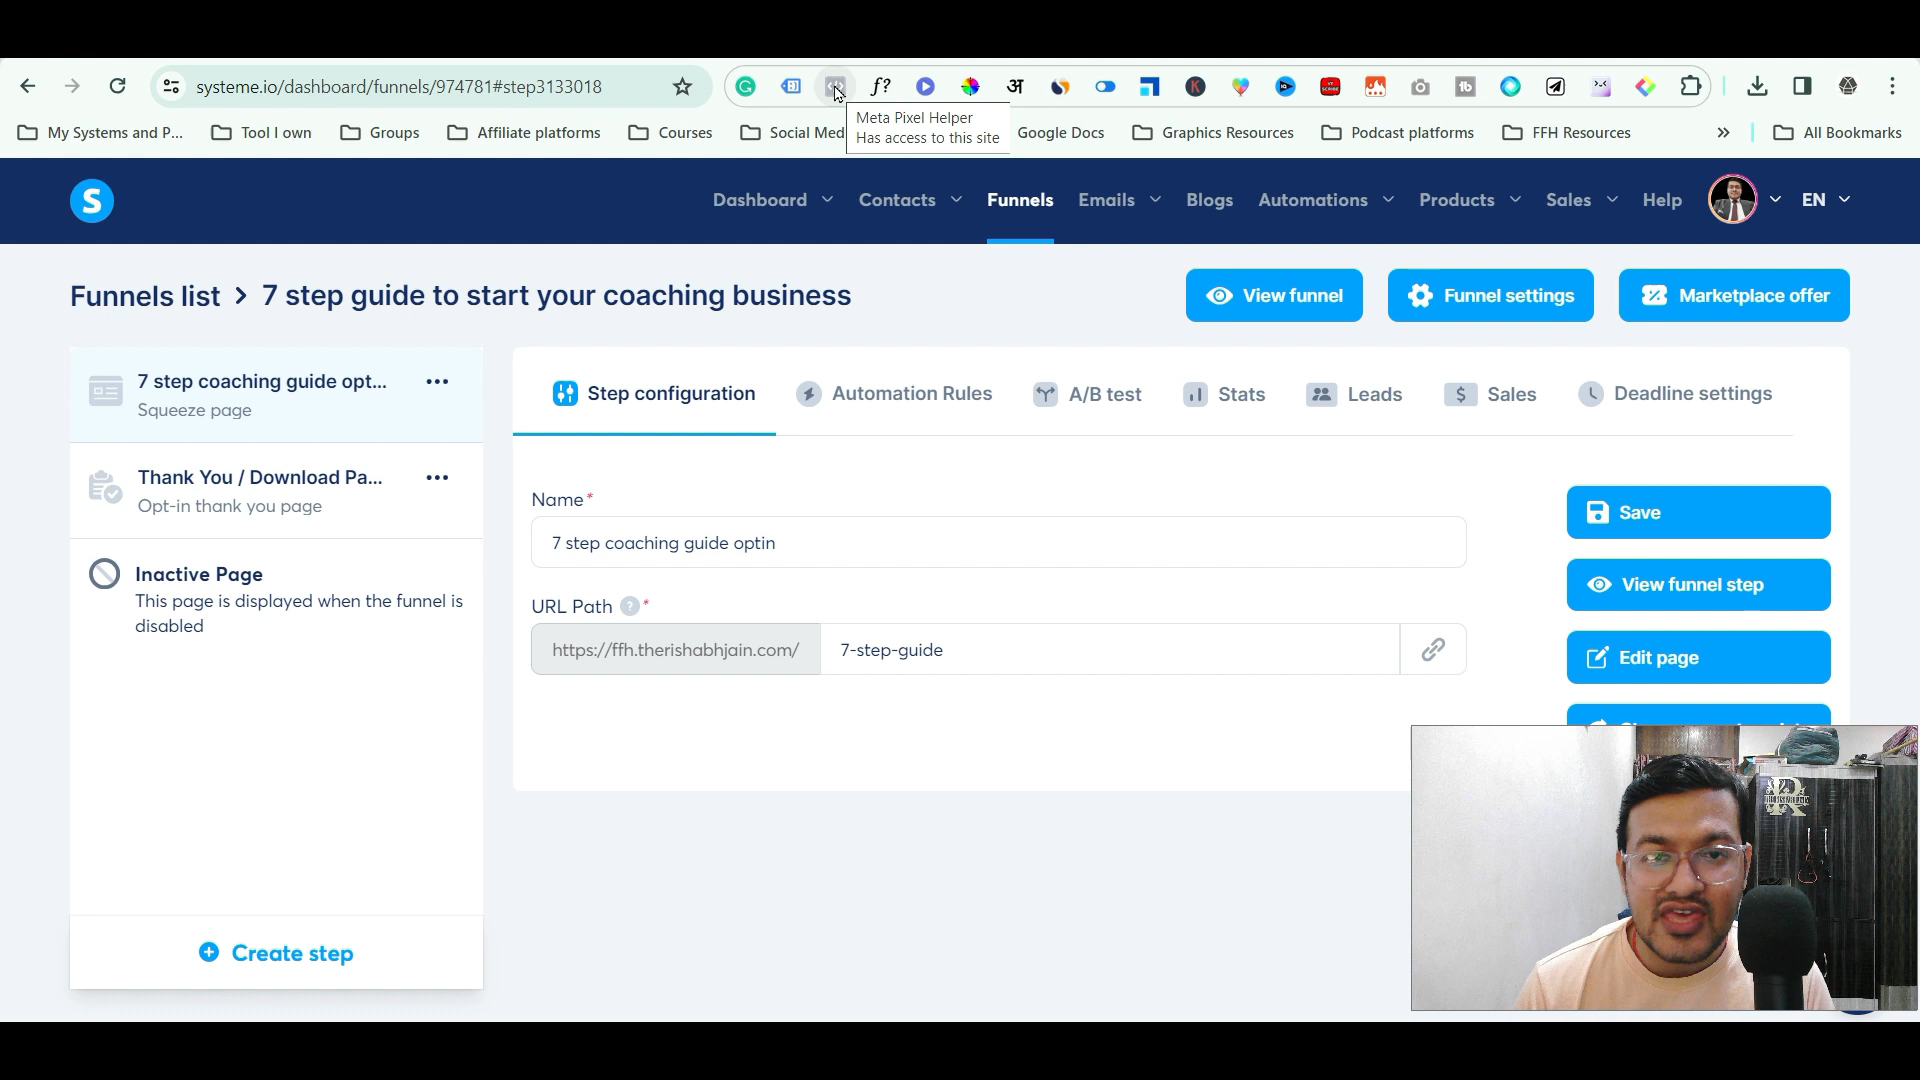 systeme.io/dashboard/funnels/974781#step3133018
f?
अ
My Systems and P...
Tool I own
Groups
Affiliate platforms
Courses
Social Med
Google Docs
Graphics Resources
Podcast platforms
FFH Resources
»
All Bookmarks
Meta Pixel Helper
Has access to this site
S
Dashboard
Contacts
Funnels
Emails
Blogs
Automations
Products
Sales
Help
EN
Funnels list > 7 step guide to start your coaching business
View funnel
Funnel settings
Marketplace offer
7 step coaching guide opt...
Squeeze page
Thank You / Download Pa...
Opt-in thank you page
Inactive Page
This page is displayed when the funnel is
disabled
Create step
Step configuration
Automation Rules
A/B test
Stats
Leads
Sales
Deadline settings
Name*
7 step coaching guide optin
URL Path ? *
https://ffh.therishabhjain.com/
7-step-guide
Save
View funnel step
Edit page